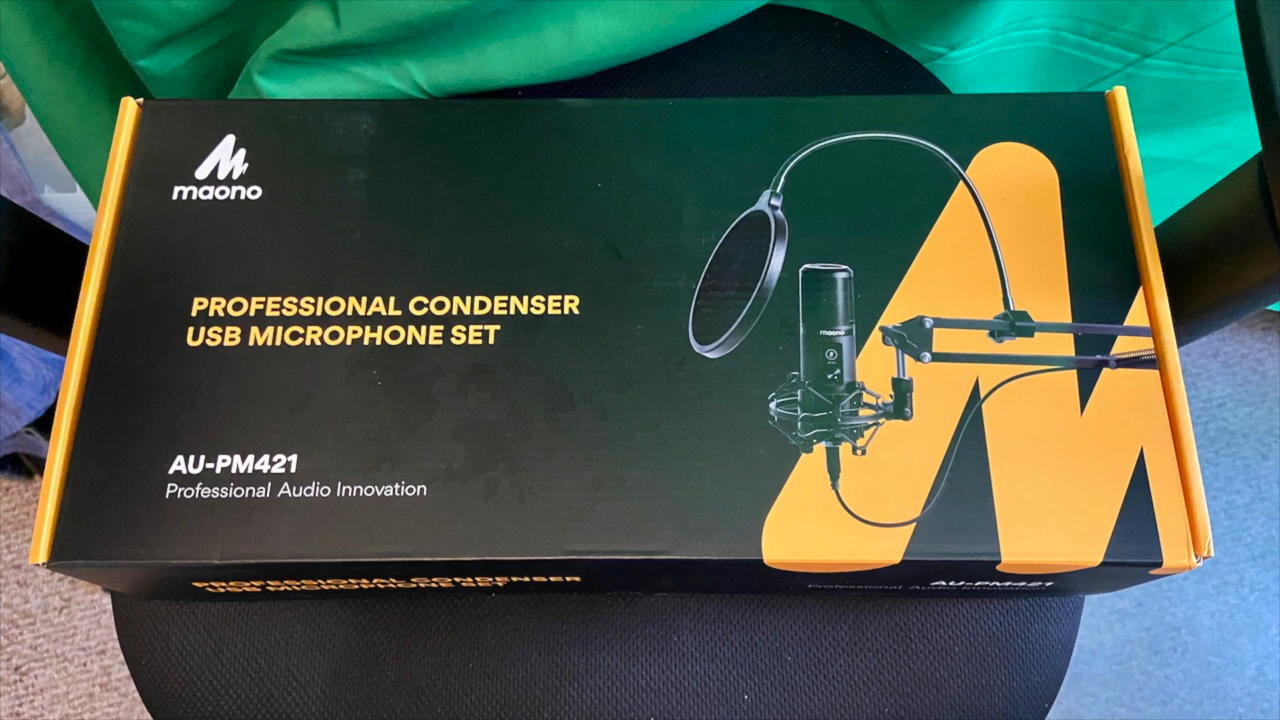 maono
PROFESSIONAL CONDENSER
USB MICROPHONE SET
maono
AU-PM421
Professional Audio Innovation
PROFESSIONAL CONDENSER
USB MICROPHONE SET
AU-PM421
Professional Audio Innovation